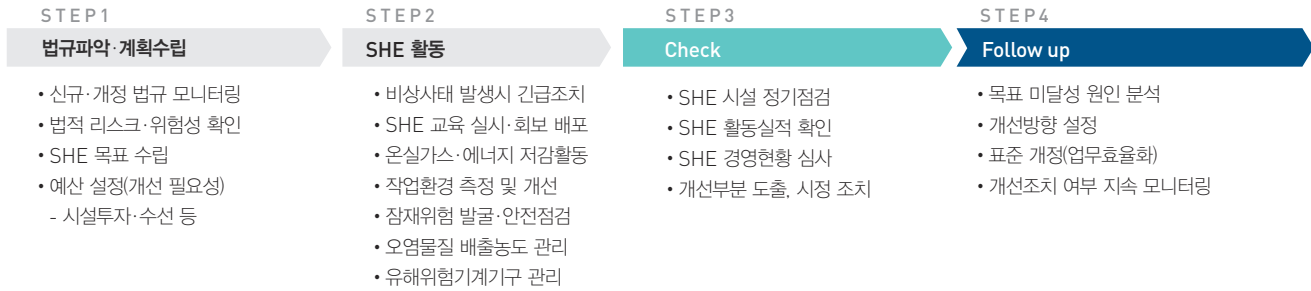 STEP1
법규파악·계획수립
• 신규·개정 법규 모니터링
• 법적 리스크·위험성 확인
• SHE 목표 수립
• 예산 설정(개선 필요성)
- 시설투자·수선 등
STEP2
SHE 활동
• 비상사태 발생시 긴급조치
• SHE 교육 실시·회보 배포
• 온실가스·에너지 저감활동
• 작업환경 측정 및 개선
• 잠재위험 발굴·안전점검
• 오염물질 배출농도 관리
• 유해위험기계기구 관리
STEP3
Check
• SHE 시설 정기점검
• SHE 활동실적 확인
• SHE 경영현황 심사
• 개선부분 도출, 시정 조치
STEP4
Follow up
• 목표 미달성 원인 분석
• 개선방향 설정
• 표준 개정(업무효율화)
• 개선조치 여부 지속 모니터링